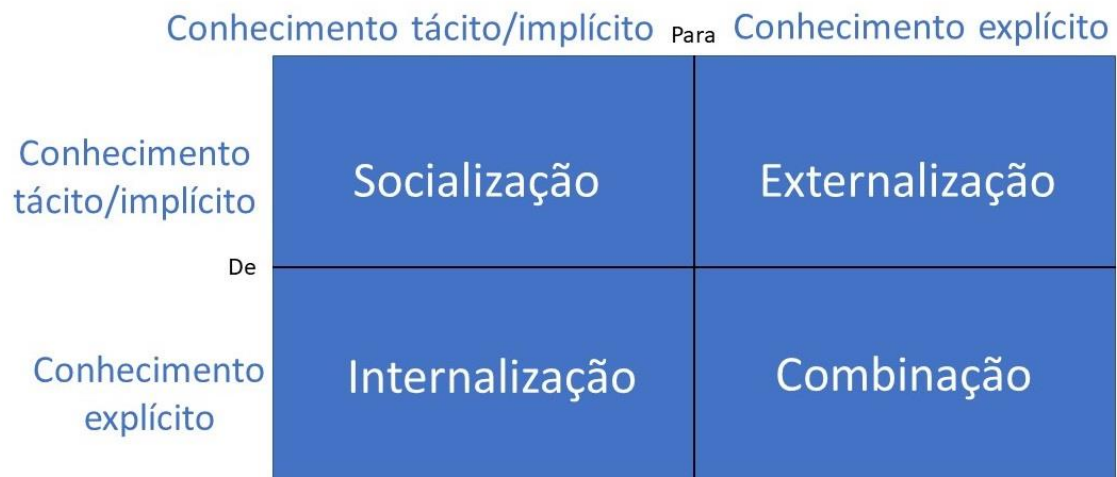 Conhecimento tácito/implícito Para Conhecimento explícito
Conhecimento
tácito/implícito
Socialização
Externalização
De
Conhecimento
explícito
Internalização
Combinação